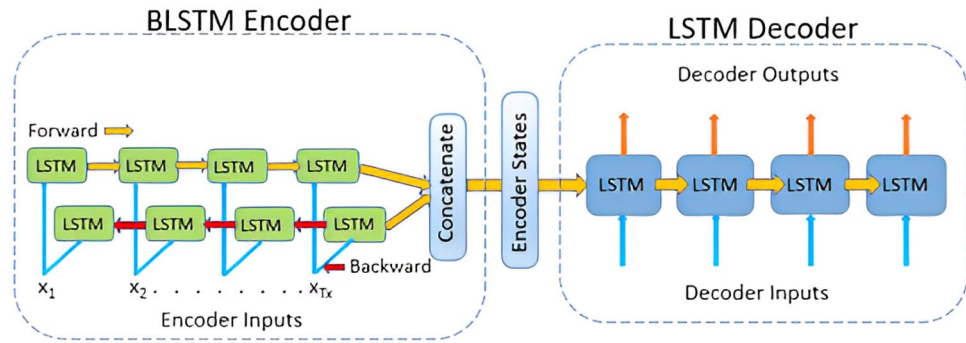 BLSTM Encoder
Forward
LSTM LSTM LSTM LSTM
LSTM LSTM LSTM LSTM
Backward
x1 x2 . . . . . . . . . . xTx
Encoder Inputs
Concatenate
Encoder States
LSTM Decoder
Decoder Outputs
LSTM LSTM LSTM LSTM
Decoder Inputs